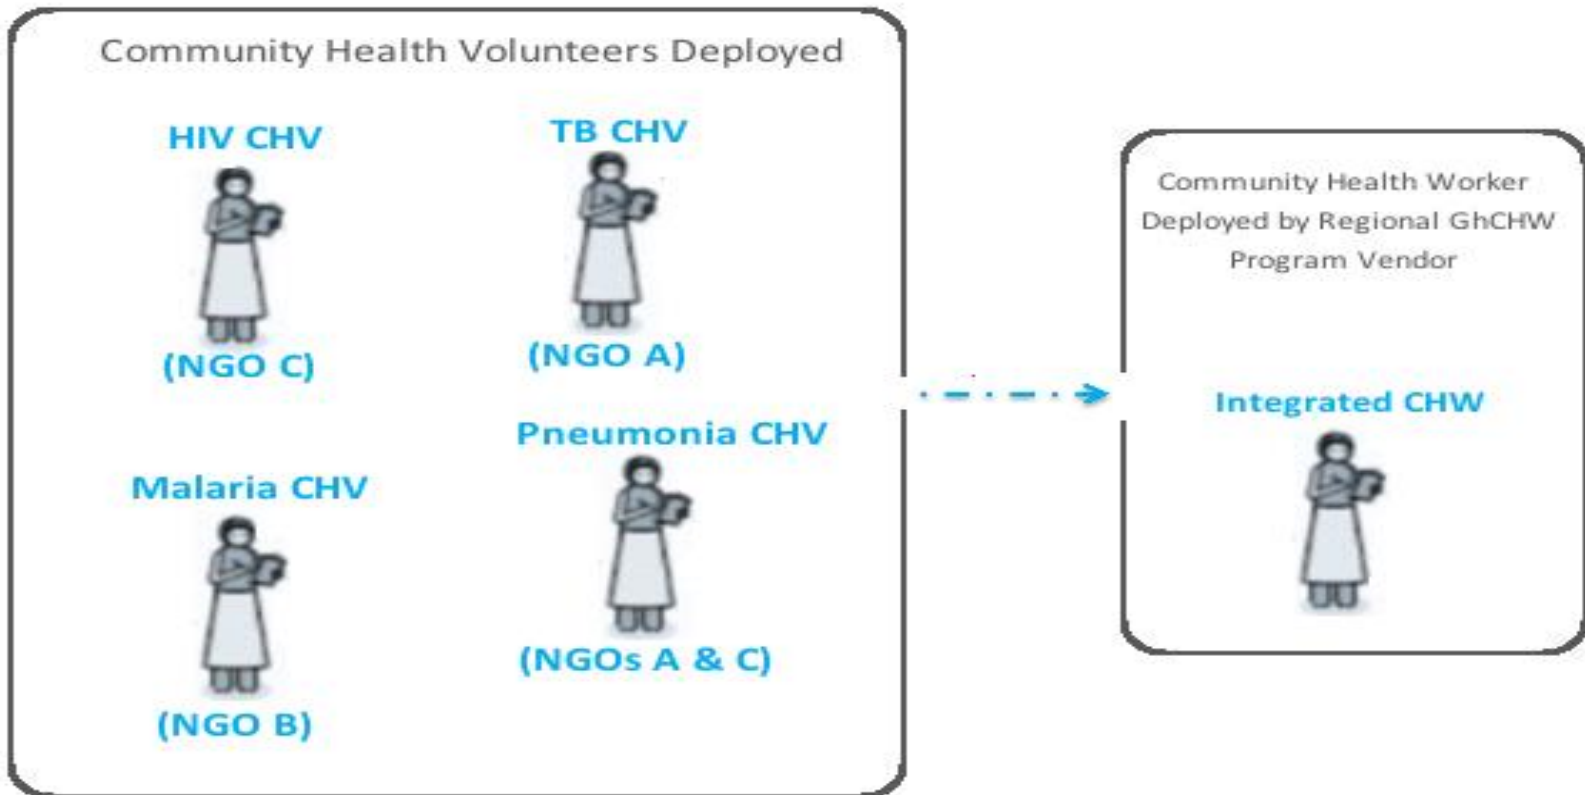 Community Health Volunteers Deployed
HIV CHV
(NGO C)
TB CHV
(NGO A)
Malaria CHV
(NGO B)
Pneumonia CHV
(NGOs A & C)
Community Health Worker
Deployed by Regional GhCHW
Program Vendor
Integrated CHW